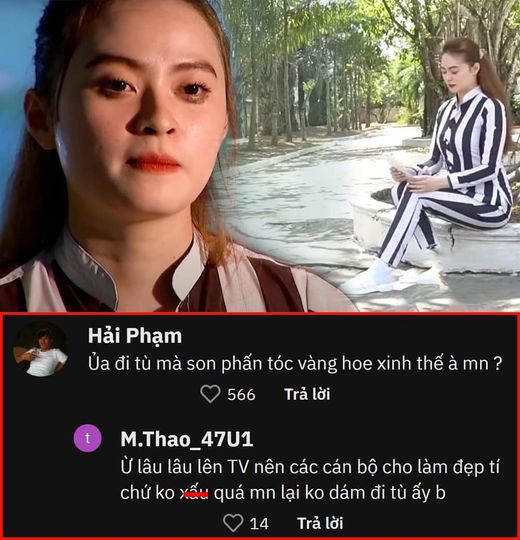 Hải Phạm
Ủa đi tù mà son phấn tóc vàng hoe xinh thế à mn ?
566 Trả lời
t
M.Thao_47U1
Ừ lâu lâu lên TV nên các cán bộ cho làm đẹp tí
chứ ko xấu quá mn lại ko dám đi tù ấy b
14 Trả lời